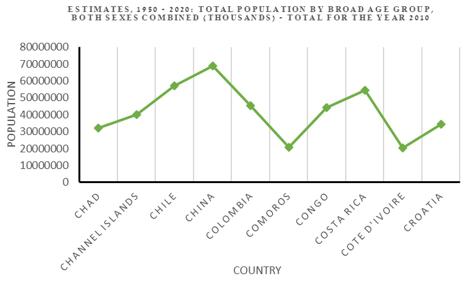 ESTIMATES, 1950 - 2020: TOTAL POPULATION BY BROAD AGE GROUP,
BOTH SEXES COMBINED (THOUSANDS) - TOTAL FOR THE YEAR 2010
POPULATION
80000000
70000000
60000000
50000000
40000000
30000000
20000000
10000000
0
CHAD
CHANNEL ISLANDS
CHILE
CHINA
COLOMBIA
COMOROS
CONGO
COSTA RICA
COTE D'IVOIRE
CROATIA
COUNTRY